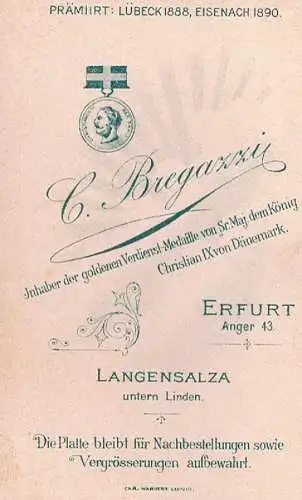 PRÄMIIRT: LÜBECK 1888, EISENACH 1890.
C. Bregazzi
Inhaber der goldenen Verdienst-Medaille von Sr. Maj. dem König
Christian IX von Dänemark.
ERFURT
Anger 43.
LANGENSALZA
untern Linden.
Die Platte bleibt für Nachbestellungen sowie
Vergrösserungen aufbewahrt.